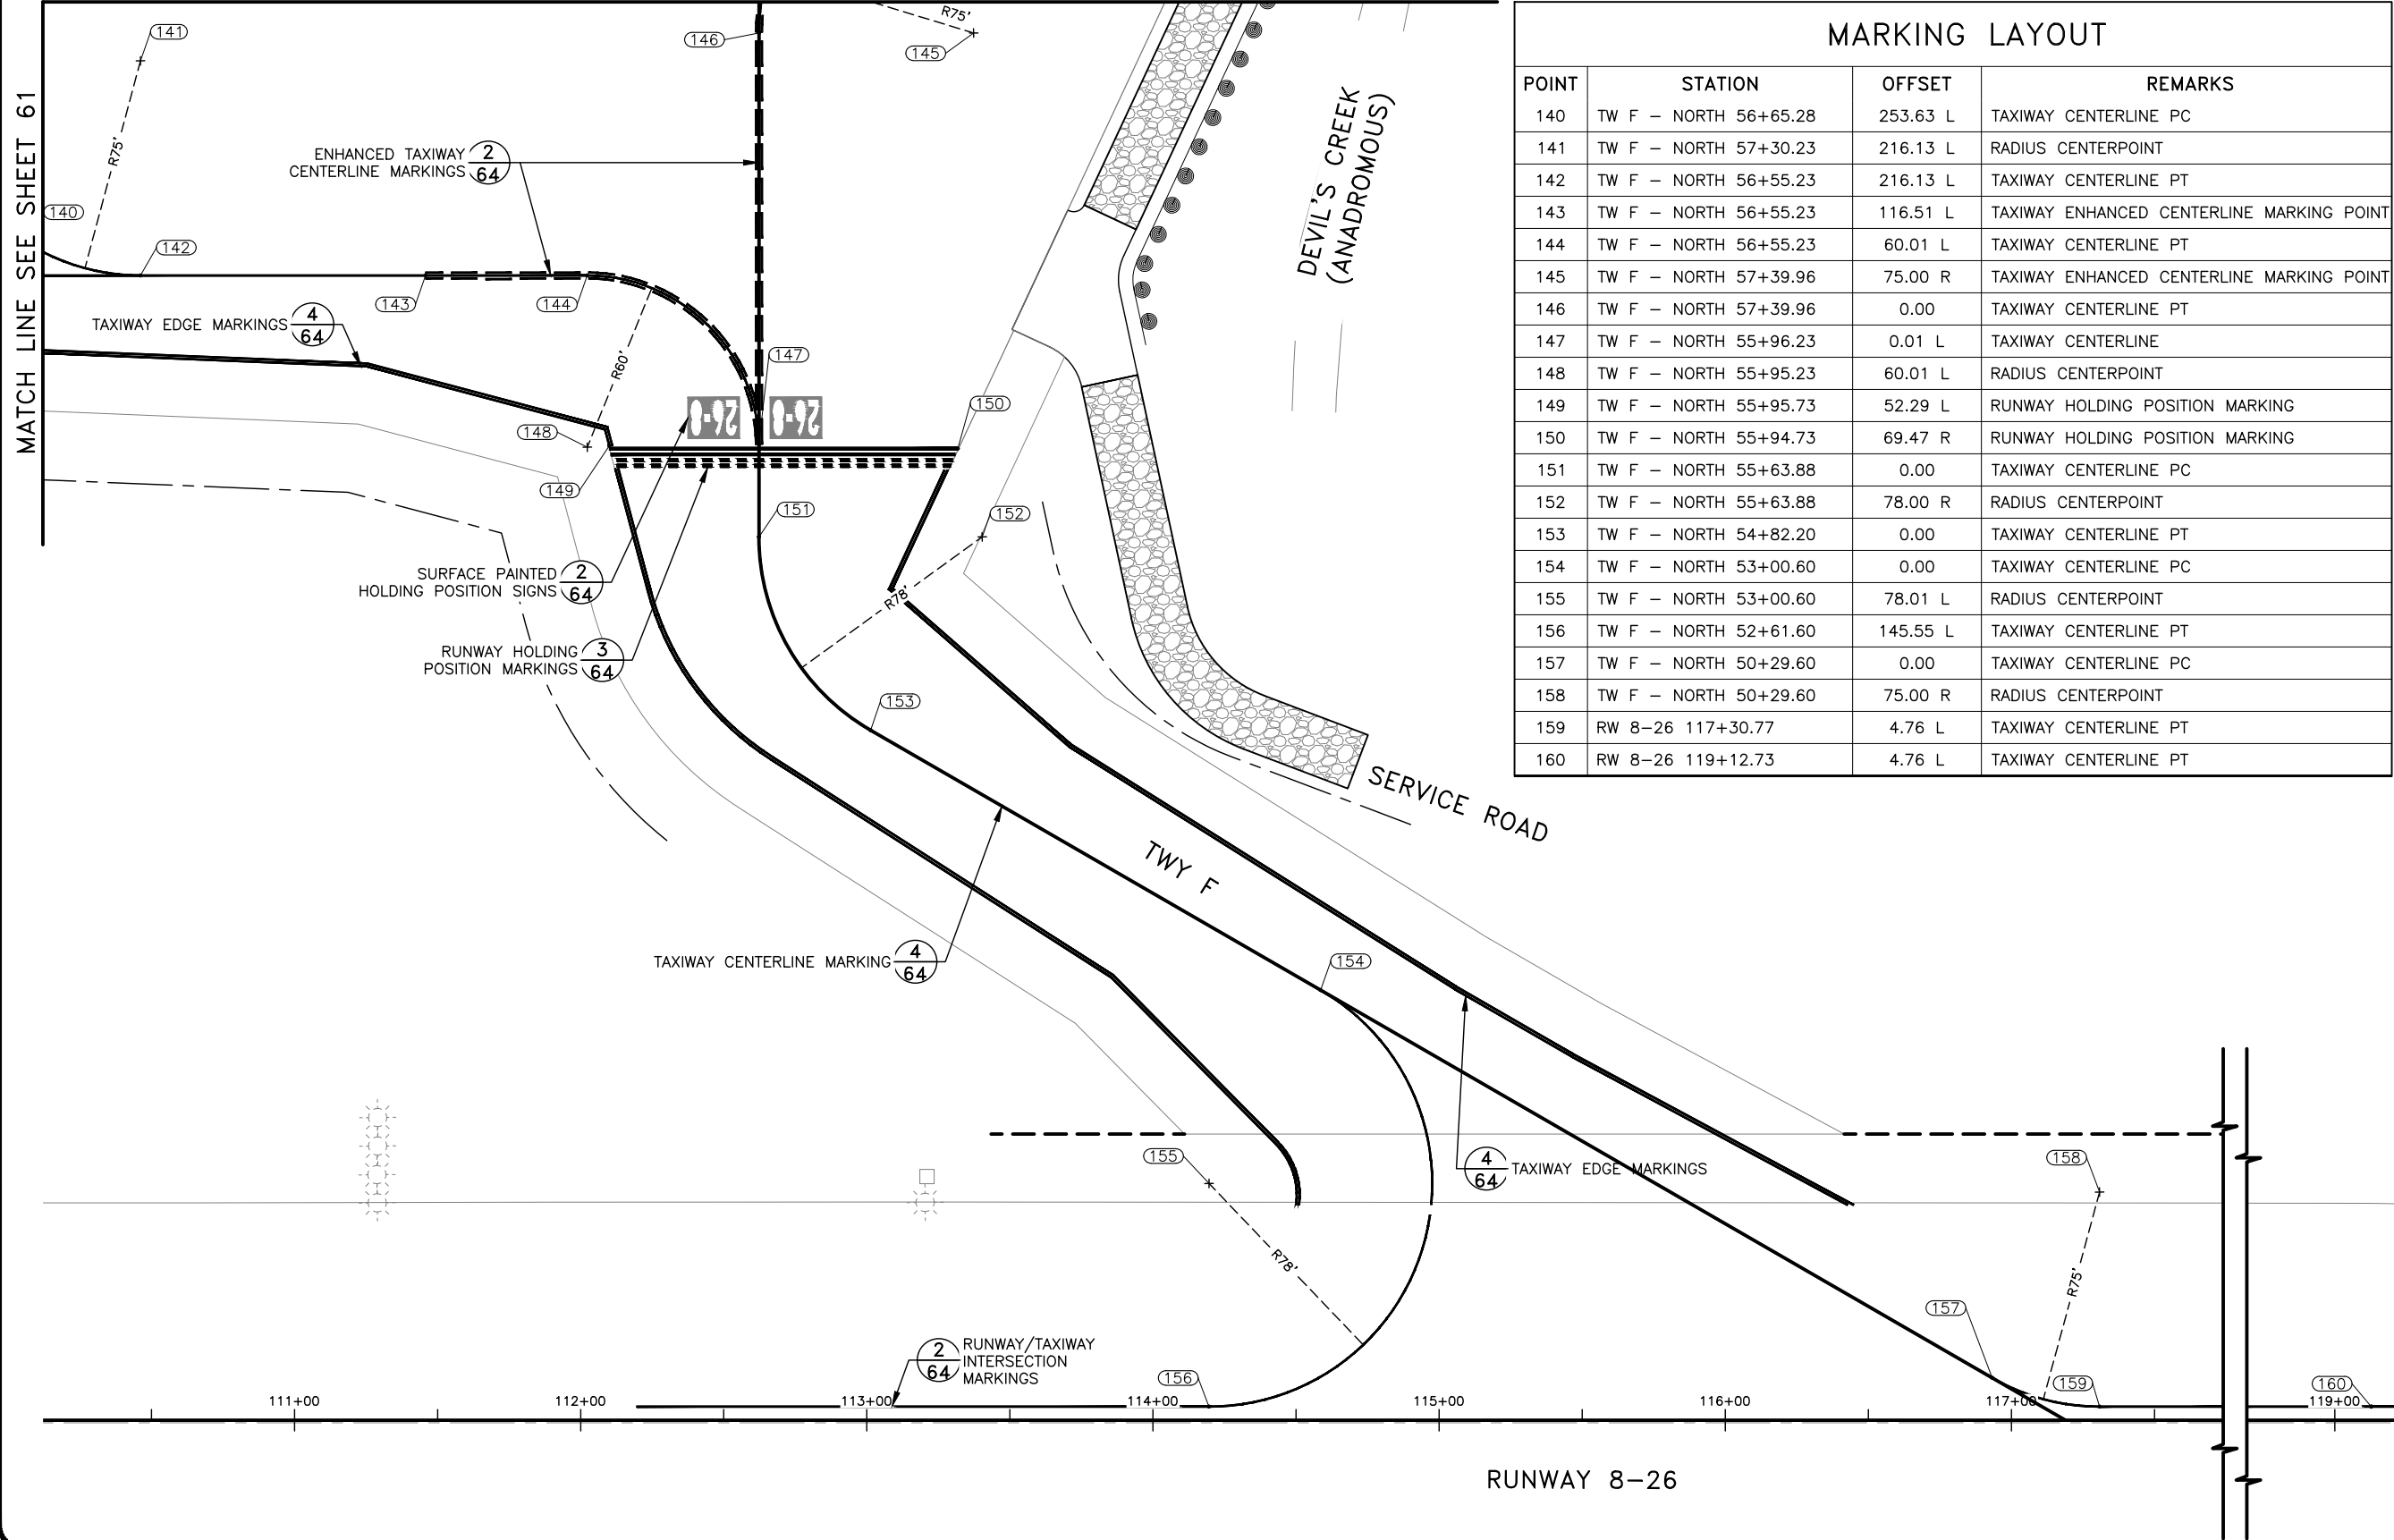 MATCH LINE SEE SHEET 61
141
R75'
140
142
ENHANCED TAXIWAY
CENTERLINE MARKINGS
2
64
143
144
TAXIWAY EDGE MARKINGS
4
64
R60'
148
149
146
R75'
145
147
26-8
26-8
150
151
152
R78'
SURFACE PAINTED
HOLDING POSITION SIGNS
2
64
RUNWAY HOLDING
POSITION MARKINGS
3
64
153
DEVIL'S CREEK
(ANADROMOUS)
SERVICE ROAD
TWY F
TAXIWAY CENTERLINE MARKING
4
64
154
155
R78'
4
64
TAXIWAY EDGE MARKINGS
158
R75'
157
159
160
156
2
64
RUNWAY/TAXIWAY
INTERSECTION
MARKINGS
111+00
112+00
113+00
114+00
115+00
116+00
117+00
119+00
RUNWAY 8-26
MARKING LAYOUT
POINT STATION OFFSET REMARKS
140 TW F - NORTH 56+65.28 253.63 L TAXIWAY CENTERLINE PC
141 TW F - NORTH 57+30.23 216.13 L RADIUS CENTERPOINT
142 TW F - NORTH 56+55.23 216.13 L TAXIWAY CENTERLINE PT
143 TW F - NORTH 56+55.23 116.51 L TAXIWAY ENHANCED CENTERLINE MARKING POINT
144 TW F - NORTH 56+55.23 60.01 L TAXIWAY CENTERLINE PT
145 TW F - NORTH 57+39.96 75.00 R TAXIWAY ENHANCED CENTERLINE MARKING POINT
146 TW F - NORTH 57+39.96 0.00 TAXIWAY CENTERLINE PT
147 TW F - NORTH 55+96.23 0.01 L TAXIWAY CENTERLINE
148 TW F - NORTH 55+95.23 60.01 L RADIUS CENTERPOINT
149 TW F - NORTH 55+95.73 52.29 L RUNWAY HOLDING POSITION MARKING
150 TW F - NORTH 55+94.73 69.47 R RUNWAY HOLDING POSITION MARKING
151 TW F - NORTH 55+63.88 0.00 TAXIWAY CENTERLINE PC
152 TW F - NORTH 55+63.88 78.00 R RADIUS CENTERPOINT
153 TW F - NORTH 54+82.20 0.00 TAXIWAY CENTERLINE PT
154 TW F - NORTH 53+00.60 0.00 TAXIWAY CENTERLINE PC
155 TW F - NORTH 53+00.60 78.01 L RADIUS CENTERPOINT
156 TW F - NORTH 52+61.60 145.55 L TAXIWAY CENTERLINE PT
157 TW F - NORTH 50+29.60 0.00 TAXIWAY CENTERLINE PC
158 TW F - NORTH 50+29.60 75.00 R RADIUS CENTERPOINT
159 RW 8-26 117+30.77 4.76 L TAXIWAY CENTERLINE PT
160 RW 8-26 119+12.73 4.76 L TAXIWAY CENTERLINE PT